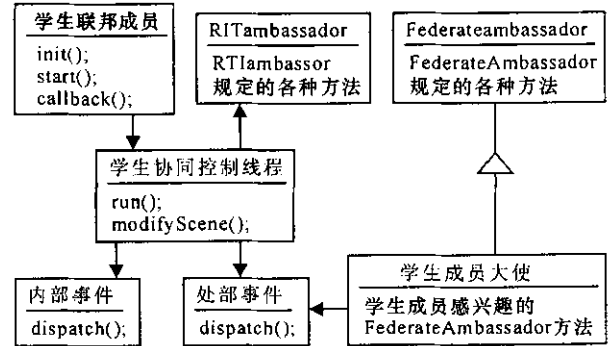 学生联邦成员
init();
start();
callback();
RITambassador
RTIambassor
规定的各种方法
Federateambassador
FederateAmbassador
规定的各种方法
学生协同控制线程
run();
modifyScene();
内部事件
dispatch();
处部事件
dispatch();
学生成员大使
学生成员感兴趣的
FederateAmbassador方法